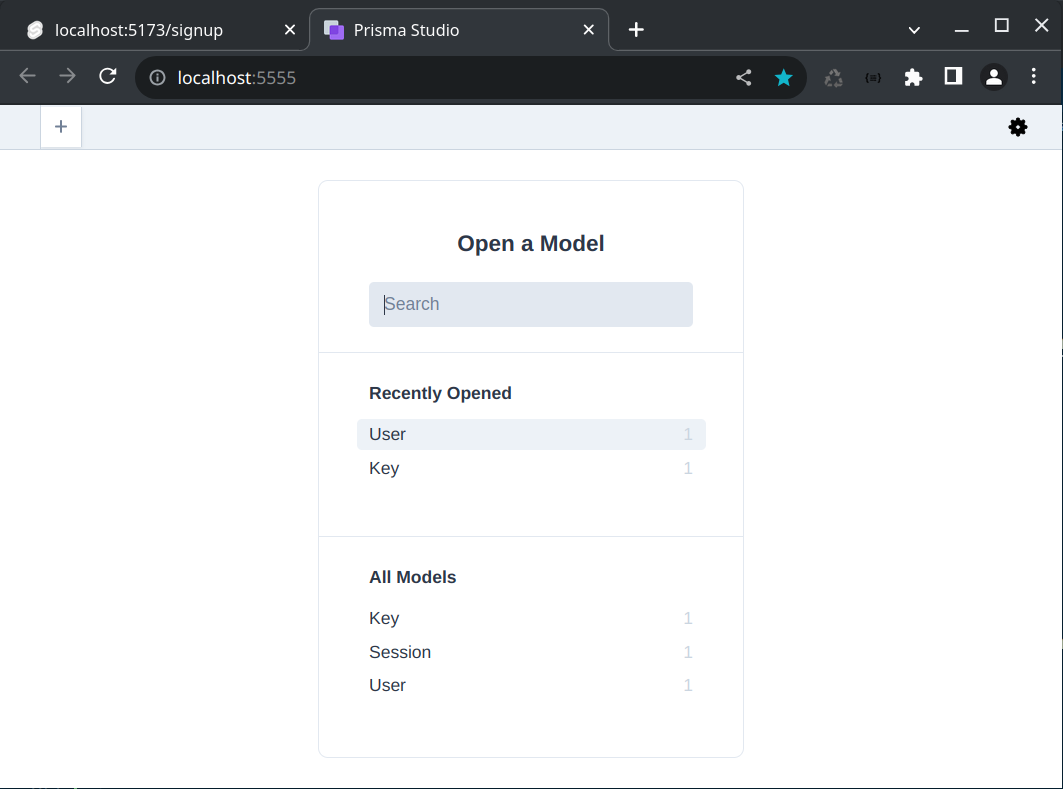 localhost:5173/signup
Prisma Studio
localhost:5555
Open a Model
Search
Recently Opened
User 1
Key 1
All Models
Key 1
Session 1
User 1